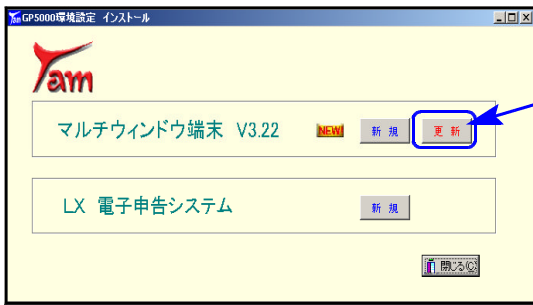 GP5000環境設定 インストール
Tam
マルチウィンドウ端末 V3.22 NEW! 新 規 更 新
LX 電子申告システム 新 規
閉じる(C)